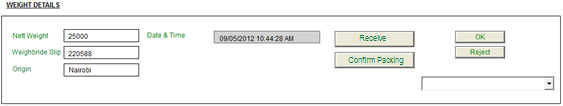 WEIGHT DETAILS
Nett Weight 25000 Date & Time 09/05/2012 10:44:28 AM Receive OK
Weighbride Slip 220588 Confirm Packing Reject
Origin Nairobi